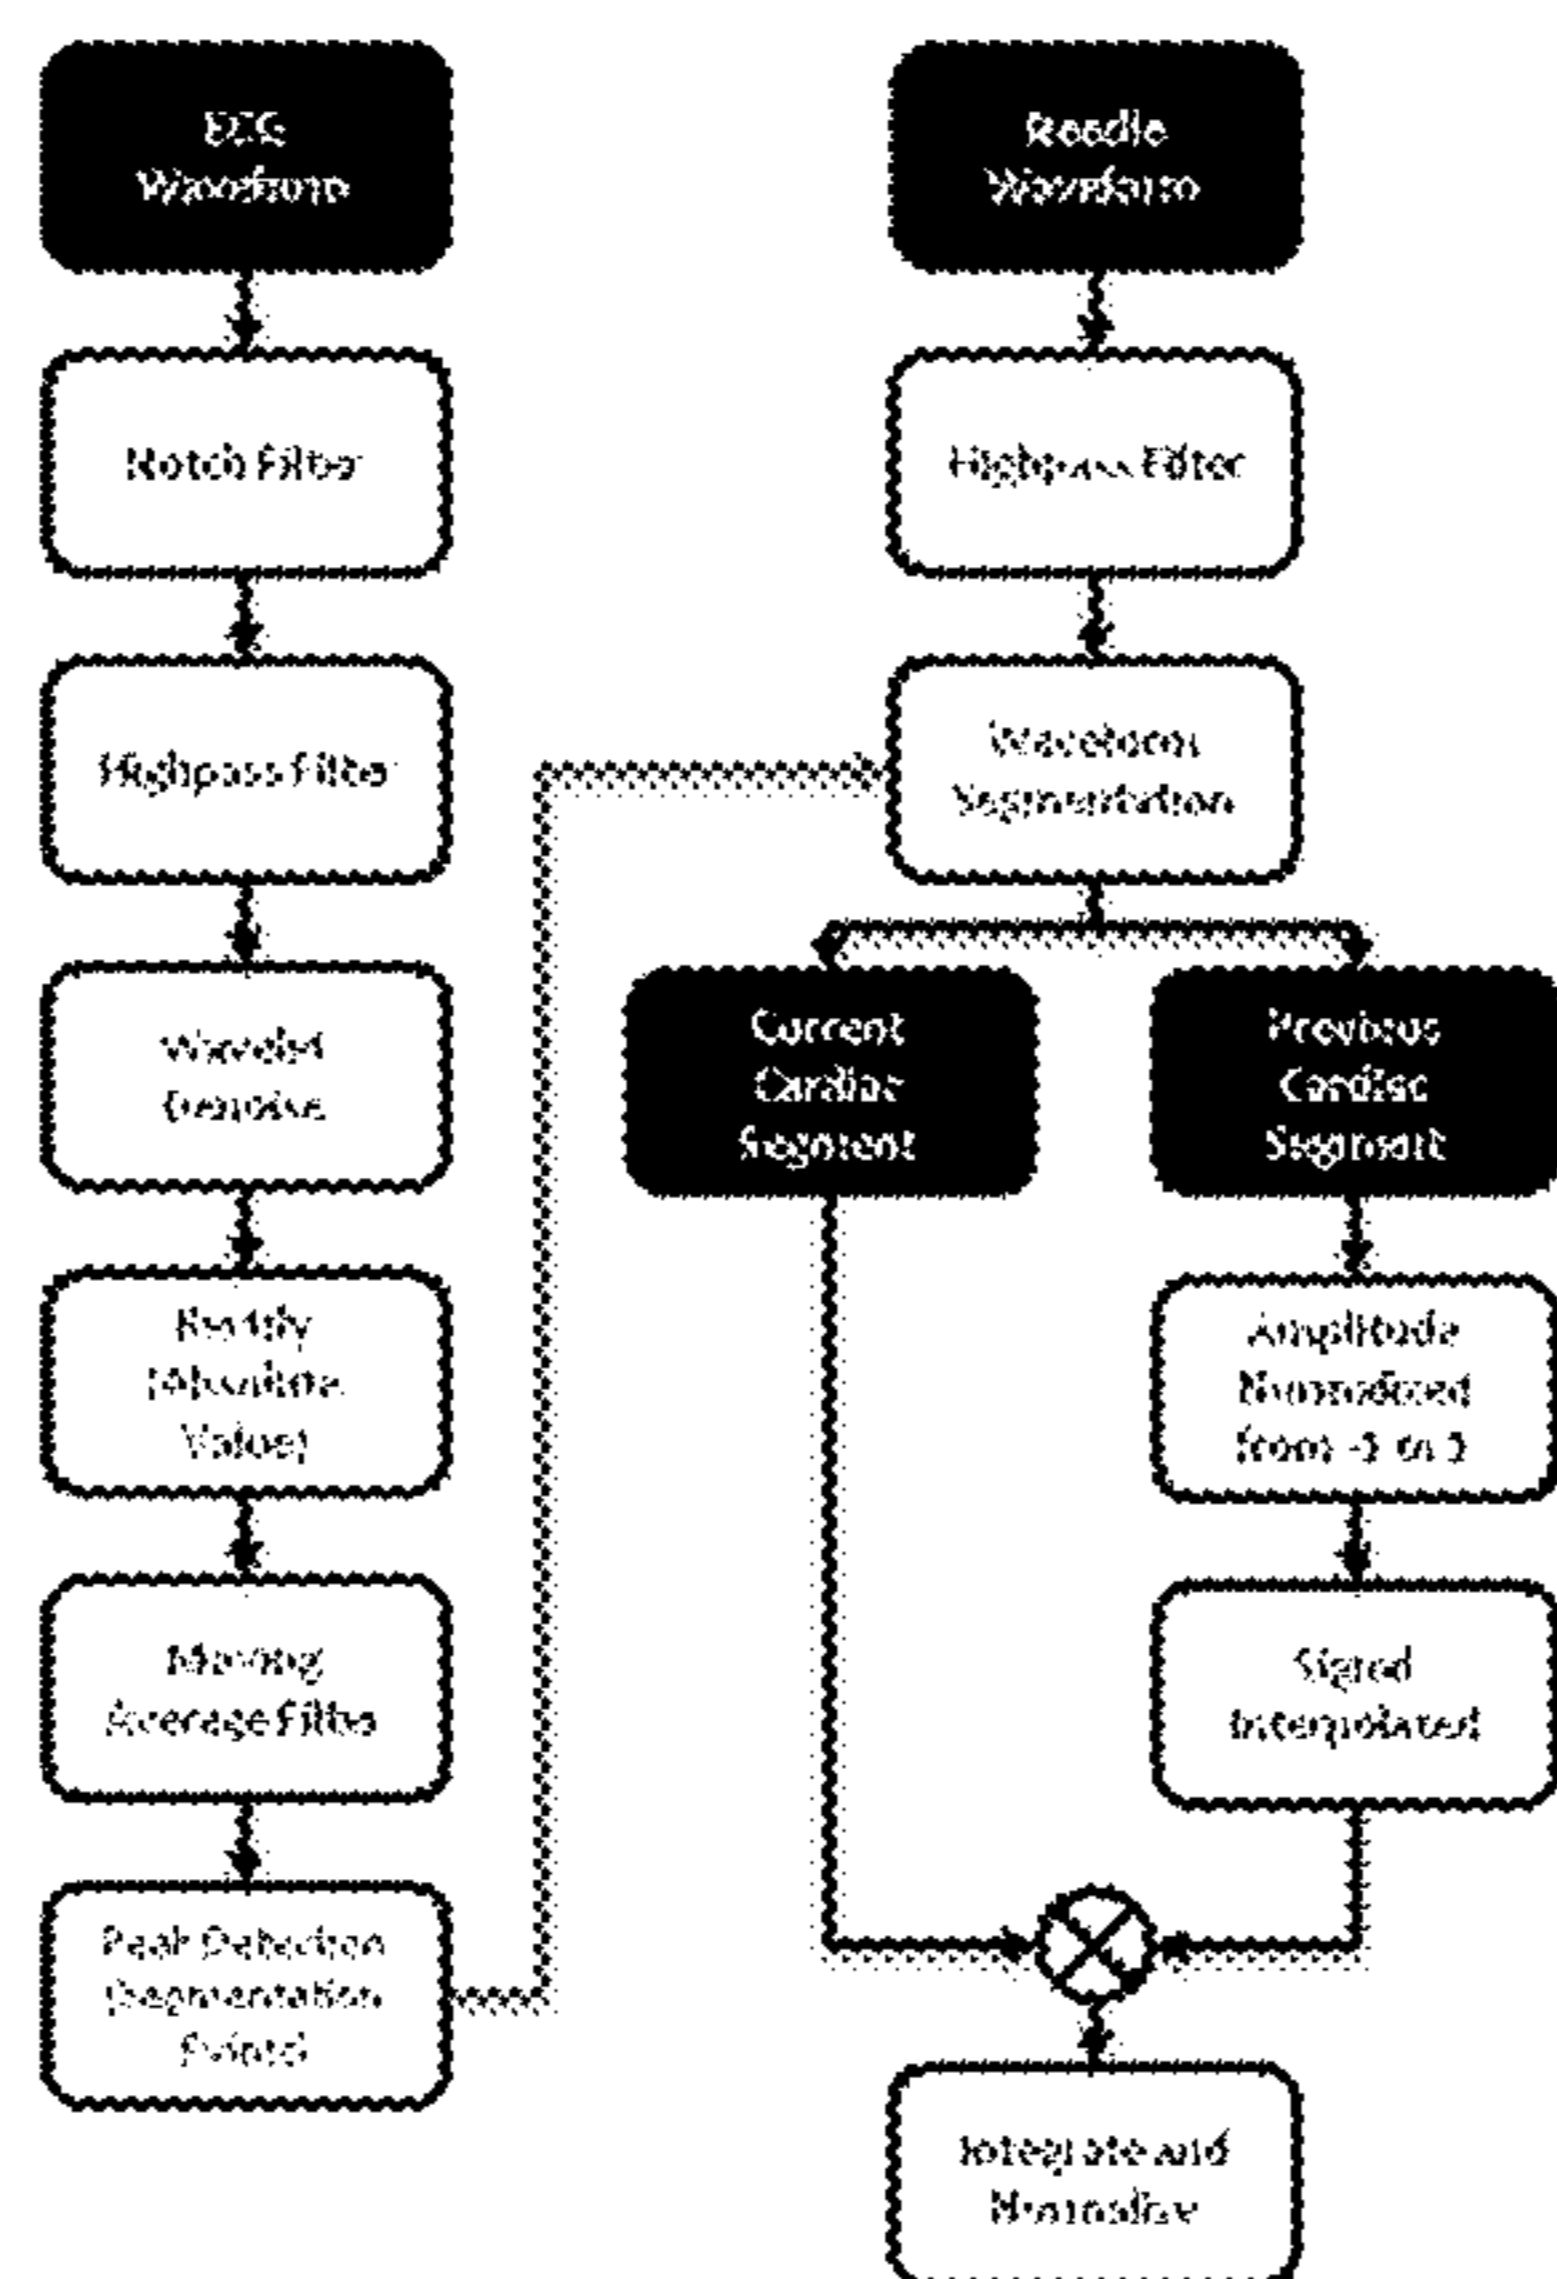 ECG
Waveform
Notch Filter
Highpass Filter
Wavelet
Denoise
Rectify
(Absolute
Value)
Moving
Average Filter
Peak Detection
(Segmentation
Points)
Needle
Waveform
Highpass Filter
Waveform
Segmentation
Current
Cardiac
Segment
Previous
Cardiac
Segment
Amplitude
Normalized
from -1 to 1
Signal
Interpolated
Integrate and
Normalize